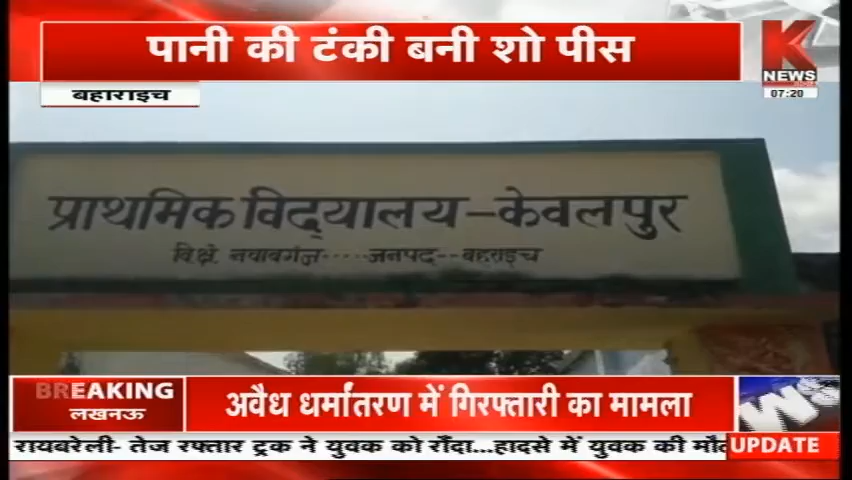 पानी की टंकी बनी शो पीस
K
NEWS
07:20
बहाराइच
प्राथमिक विद्यालय - केवलपुर
वि.क्षे. नवाबगंज.....जनपद--बहराइच
BREAKING
लखनऊ
अवैध धर्मांतरण में गिरफ्तारी का मामला
रायबरेली- तेज रफ्तार ट्रक ने युवक को रौंदा...हादसे में युवक की मौत
UPDATE